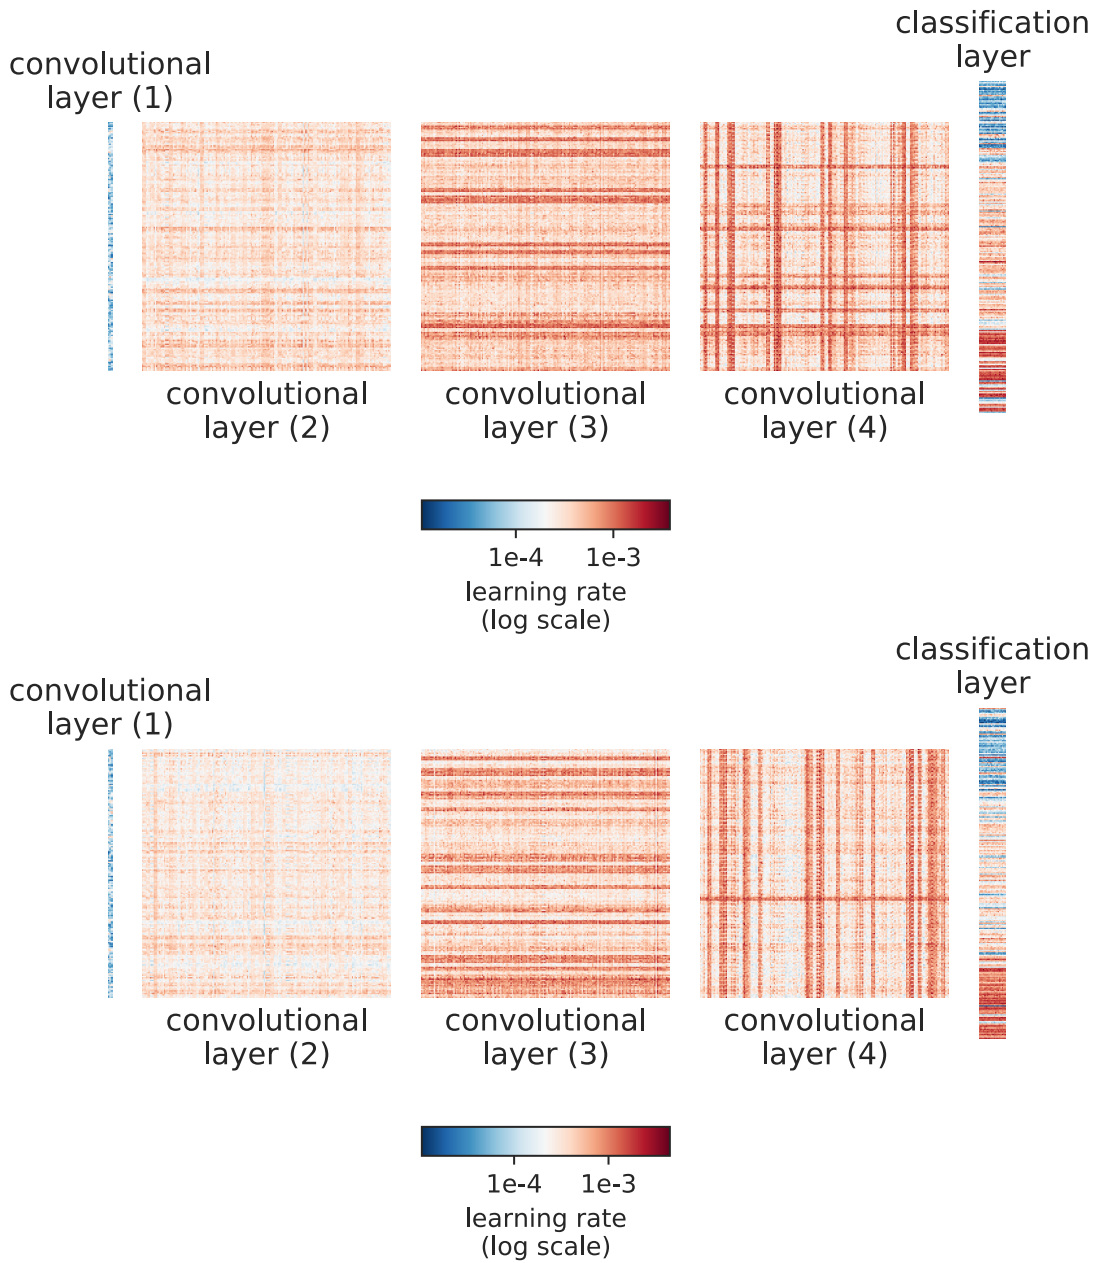 classification
layer
convolutional
layer (1)
convolutional
layer (2)
convolutional
layer (3)
convolutional
layer (4)
1e-4
1e-3
learning rate
(log scale)
classification
layer
convolutional
layer (1)
convolutional
layer (2)
convolutional
layer (3)
convolutional
layer (4)
1e-4
1e-3
learning rate
(log scale)